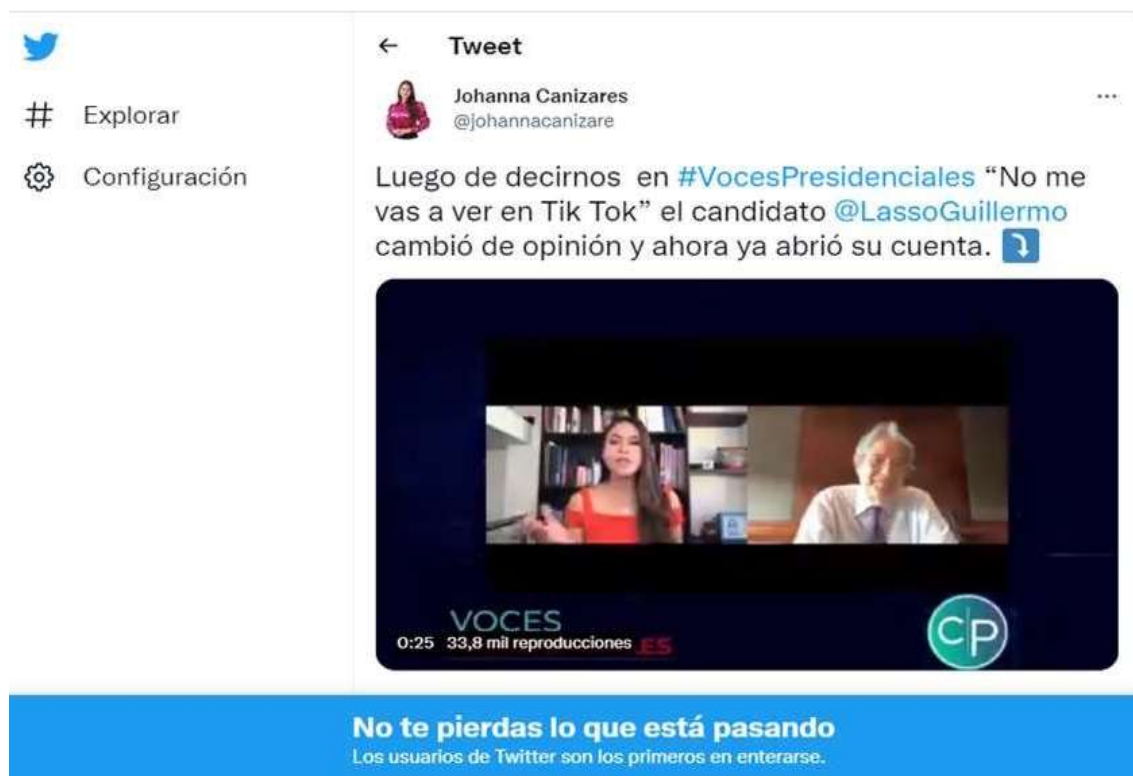 ← Tweet
Explorar
Configuración
Johanna Canizares
@johannacanizare
Luego de decirnos en #VocesPresidenciales “No me
vas a ver en Tik Tok” el candidato @LassoGuillermo
cambió de opinión y ahora ya abrió su cuenta. ⤵
VOCES
0:25 33,8 mil reproducciones ES
CP
No te pierdas lo que está pasando
Los usuarios de Twitter son los primeros en enterarse.